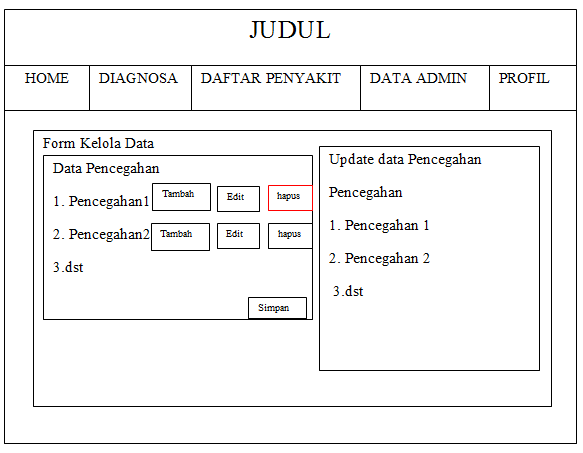 JUDUL
HOME DIAGNOSA DAFTAR PENYAKIT DATA ADMIN PROFIL
Form Kelola Data
Data Pencegahan
1. Pencegahan1 Tambah Edit hapus
2. Pencegahan2 Tambah Edit hapus
3.dst
Simpan
Update data Pencegahan
Pencegahan
1. Pencegahan 1
2. Pencegahan 2
3.dst